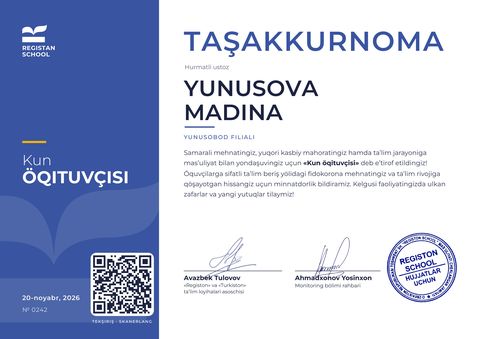 REGISTAN
SCHOOL
Kun
ÖQITUVÇISI
20-noyabr, 2026
№ 0242
TEKŞIRIŞ - SKANERLANG
TAŞAKKURNOMA
Hurmatli ustoz
YUNUSOVA
MADINA
YUNUSOBOD FILIALI
Samarali mehnatingiz, yuqori kasbiy mahoratingiz hamda ta'lim jarayoniga
mas'uliyat bilan yondaşuvingiz uçun «Kun öqituvçisi» deb e'tirof etildingiz!
Öquvçilarga sifatli ta'lim beriş yölidagi fidokorona mehnatingiz va ta'lim rivojiga
qöşayotgan hissangiz uçun minnatdorlik bildiramiz. Kelgusi faoliyatingizda ulkan
zafarlar va yangi yutuqlar tilaymiz!
Avazbek Tulovov
«Registon» va «Turkiston»
ta'lim loyihalari asoschisi
Ahmadxonov Yosinxon
Monitoring bölimi rahbari
REGISTON
SCHOOL
HUJJATLAR
UCHUN